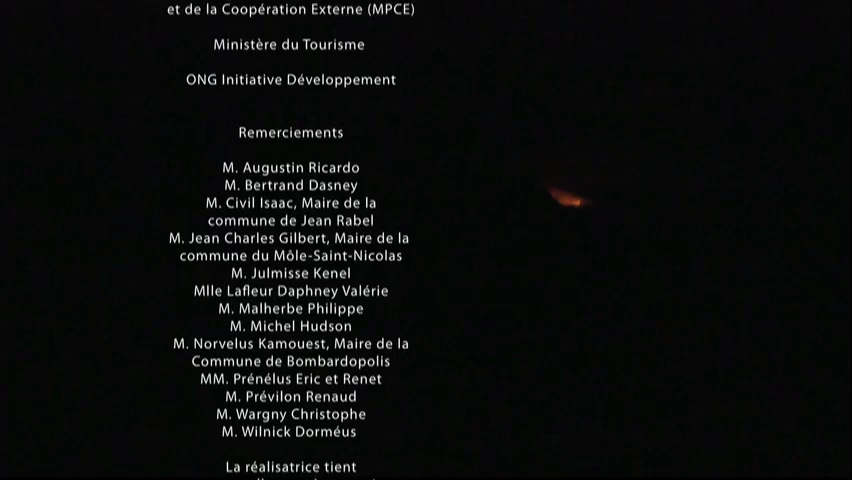 et de la Coopération Externe (MPCE)
Ministère du Tourisme
ONG Initiative Développement
Remerciements
M. Augustin Ricardo
M. Bertrand Dasney
M. Civil Isaac, Maire de la
commune de Jean Rabel
M. Jean Charles Gilbert, Maire de la
commune du Môle-Saint-Nicolas
M. Julmisse Kenel
Mlle Lafleur Daphney Valérie
M. Malherbe Philippe
M. Michel Hudson
M. Norvelus Kamouest, Maire de la
Commune de Bombardopolis
MM. Prénélus Eric et Renet
M. Prévilon Renaud
M. Wargny Christophe
M. Wilnick Dorméus
La réalisatrice tient